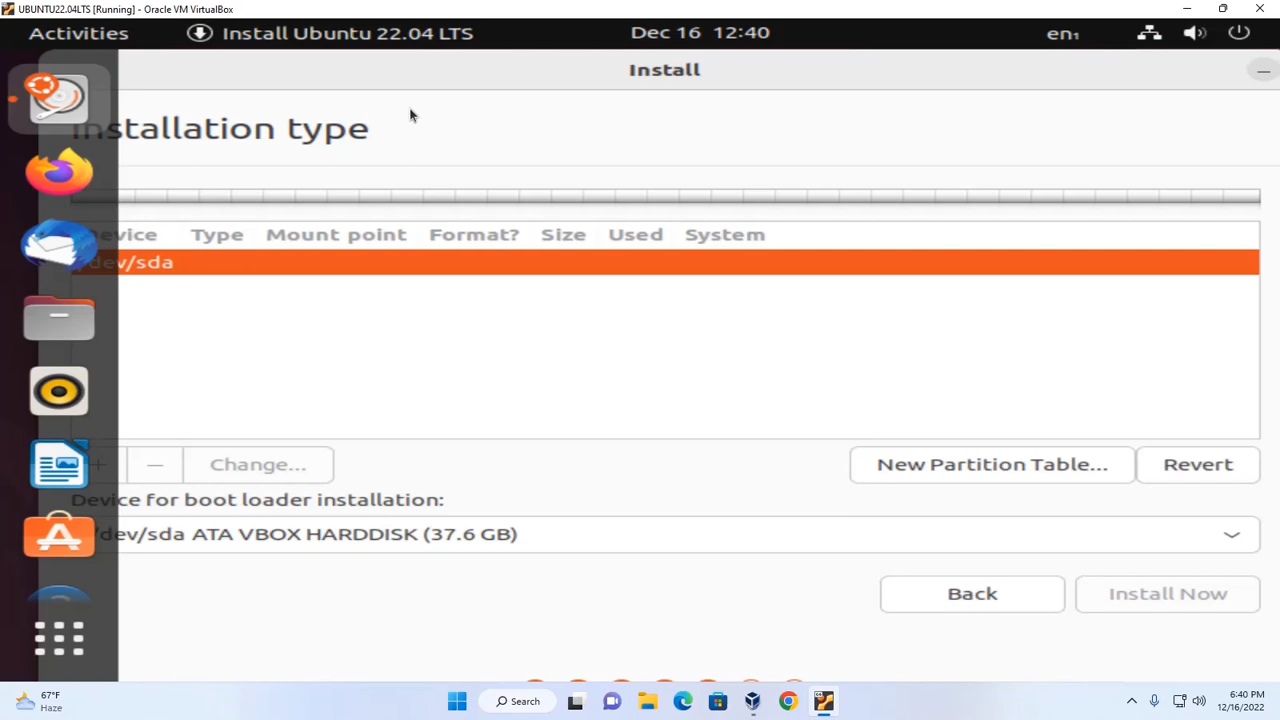 UBUNTU22.04LTS [Running] - Oracle VM VirtualBox
Activities Install Ubuntu 22.04 LTS Dec 16 12:40 en₁
Install
Installation type
Device Type Mount point Format? Size Used System
/dev/sda
+ — Change... New Partition Table... Revert
Device for boot loader installation:
/dev/sda ATA VBOX HARDDISK (37.6 GB)
Back Install Now
67°F
Haze
Search
6:40 PM
12/16/2022